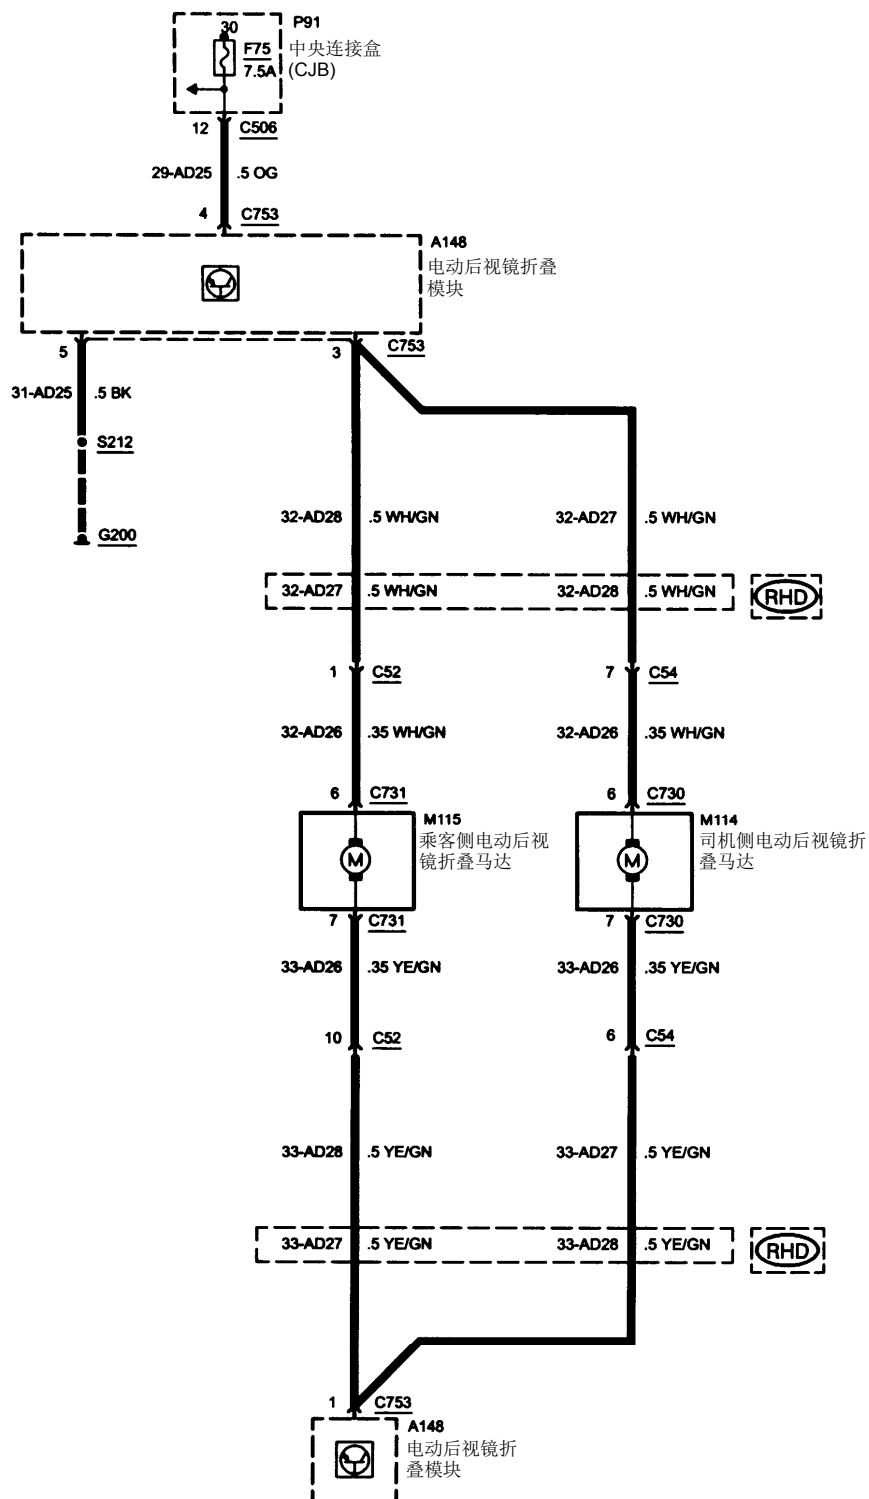 30
P91
F75
7.5A
中央连接盒
(CJB)
12
C506
29-AD25
.5 OG
4
C753
A148
电动后视镜折叠
模块
5
3
C753
31-AD25
.5 BK
S212
G200
32-AD28
.5 WH/GN
32-AD27
.5 WH/GN
32-AD27
.5 WH/GN
32-AD28
.5 WH/GN
RHD
1
C52
7
C54
32-AD26
.35 WH/GN
32-AD26
.35 WH/GN
6
C731
6
C730
M115
乘客侧电动后视
镜折叠马达
M
M114
司机侧电动后视镜折
叠马达
M
7
C731
7
C730
33-AD26
.35 YE/GN
33-AD26
.35 YE/GN
10
C52
6
C54
33-AD28
.5 YE/GN
33-AD27
.5 YE/GN
33-AD27
.5 YE/GN
33-AD28
.5 YE/GN
RHD
1
C753
A148
电动后视镜折
叠模块